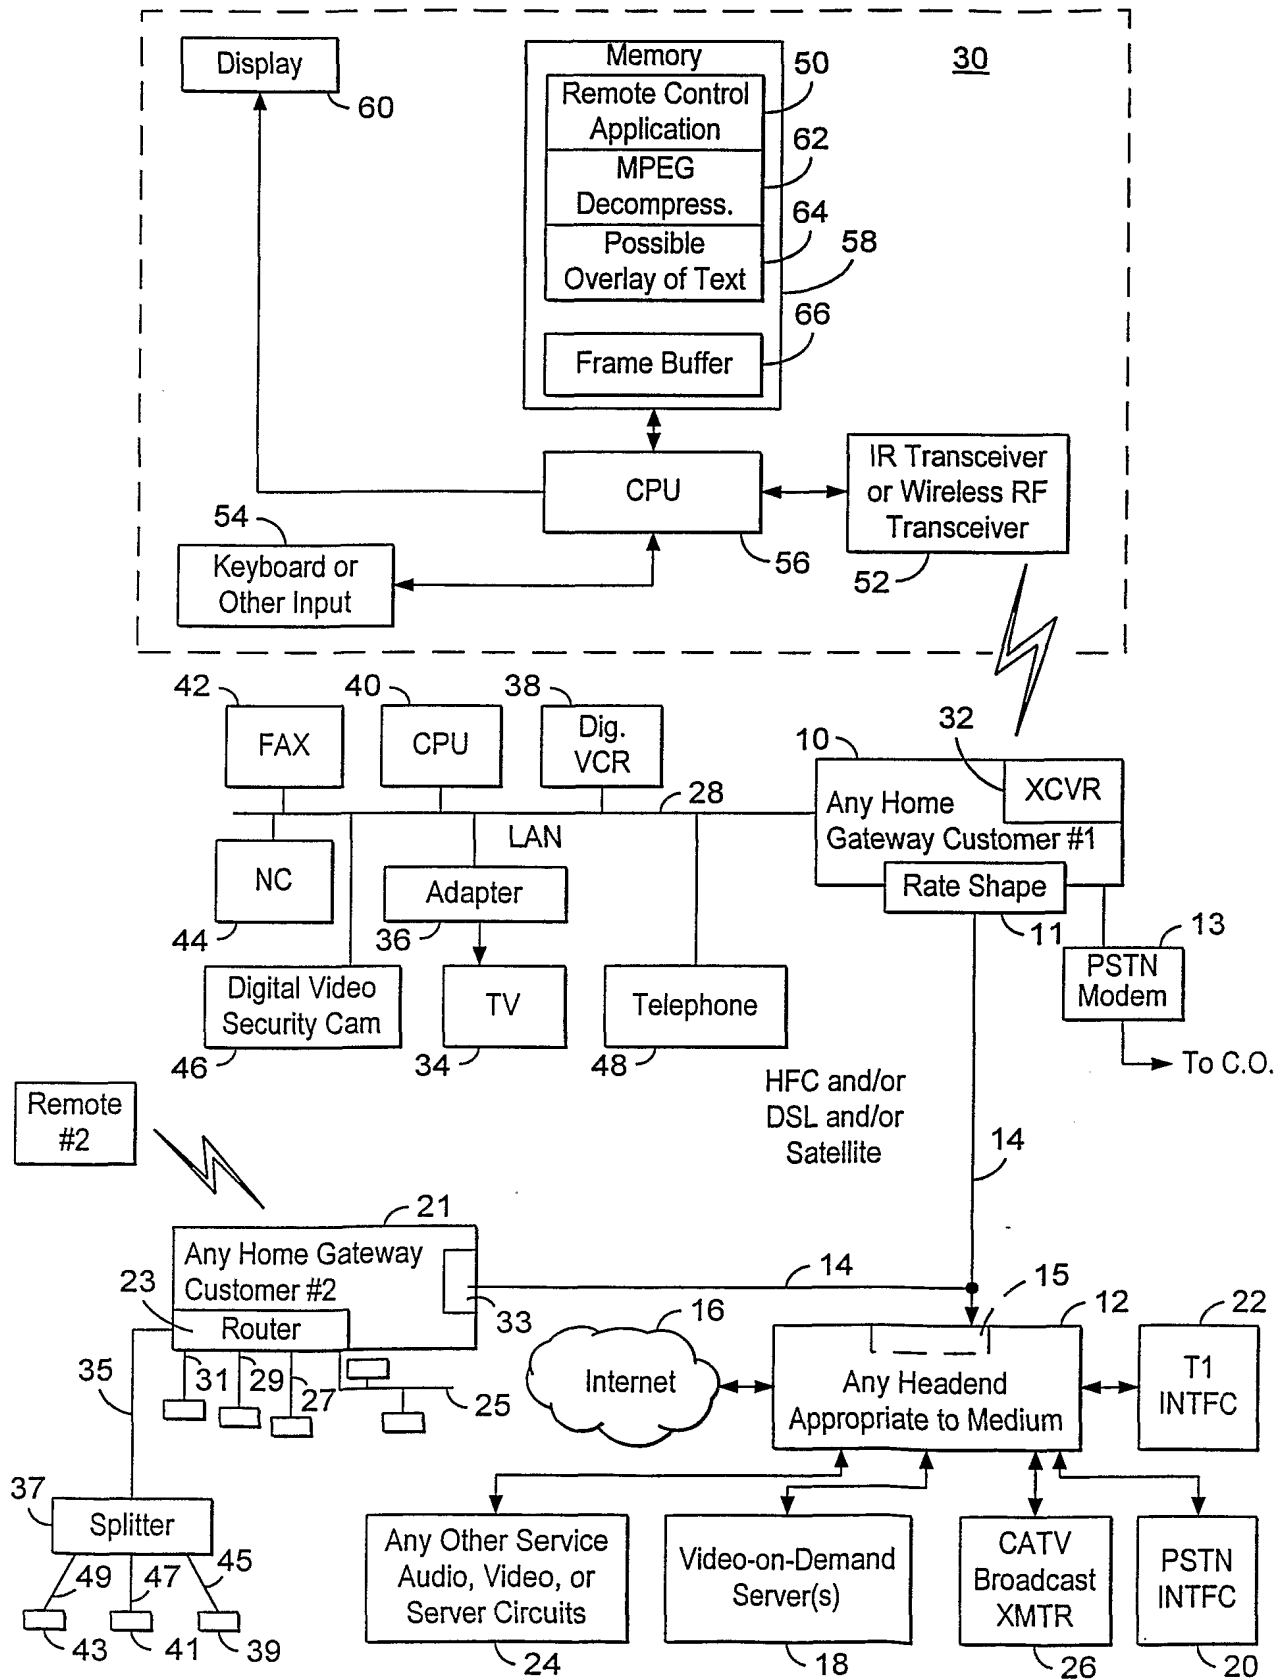 Display
60
Memory
50
30
Remote Control
Application
62
MPEG
Decompress.
64
Possible
Overlay of Text
58
66
Frame Buffer
CPU
56
IR Transceiver
or Wireless RF
Transceiver
52
54
Keyboard or
Other Input
42
FAX
40
CPU
38
Dig.
VCR
28
LAN
10
32
XCVR
Any Home
Gateway Customer #1
Rate Shape
11
13
PSTN
Modem
To C.O.
NC
44
Adapter
36
Digital Video
Security Cam
46
TV
34
Telephone
48
HFC and/or
DSL and/or
Satellite
14
Remote
#2
21
Any Home Gateway
Customer #2
23
Router
33
14
15
16
Internet
12
Any Headend
Appropriate to Medium
22
T1
INTFC
35
31
29
27
25
37
Splitter
49
47
45
43
41
39
Any Other Service
Audio, Video, or
Server Circuits
24
Video-on-Demand
Server(s)
18
CATV
Broadcast
XMTR
26
PSTN
INTFC
20